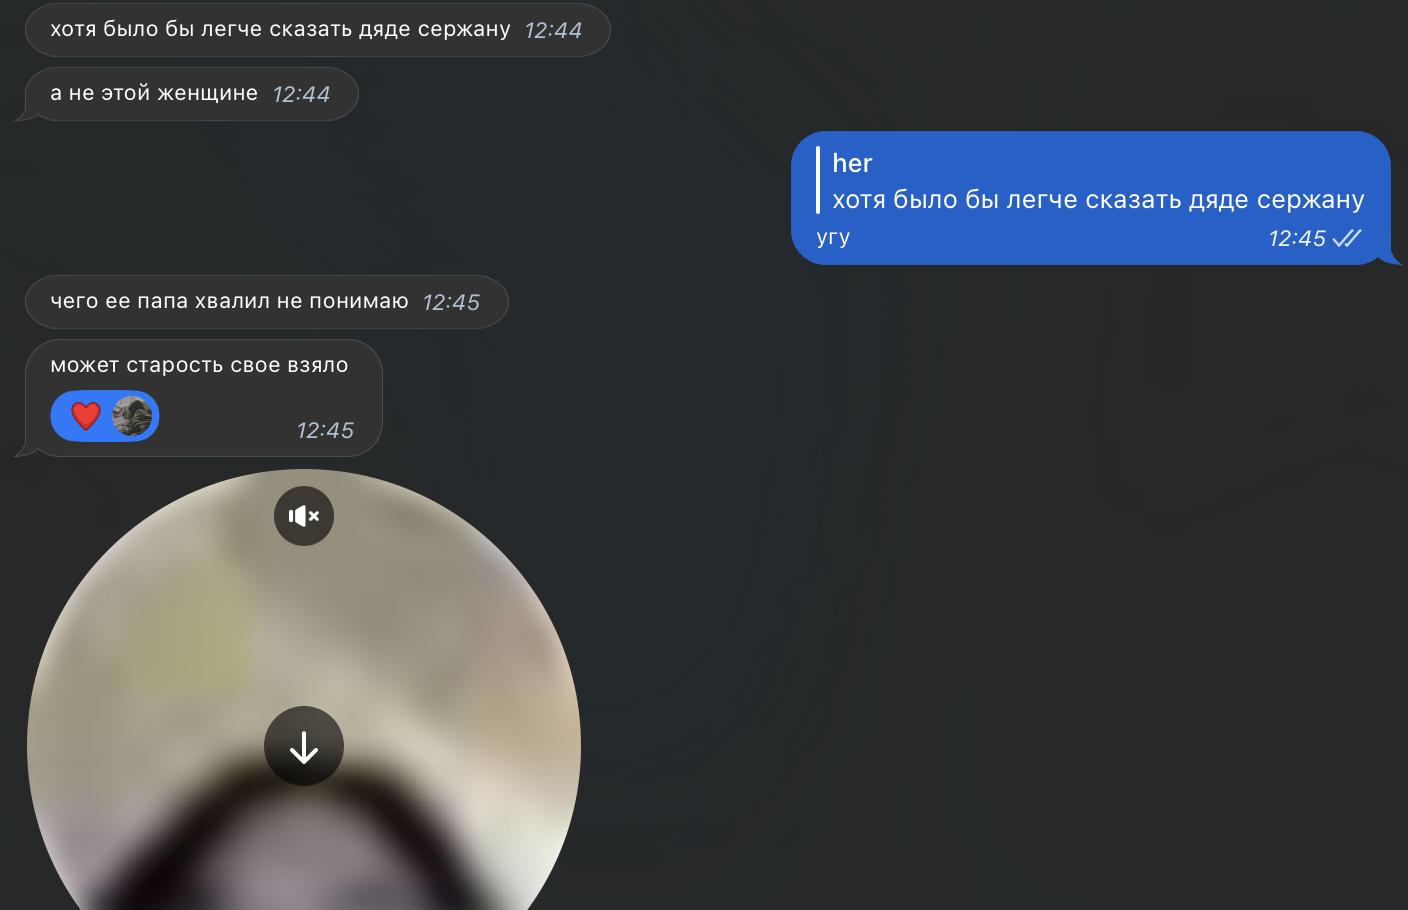 хотя было бы легче сказать дяде сержану 12:44
а не этой женщине 12:44
her
хотя было бы легче сказать дяде сержану
угу 12:45
чего ее папа хвалил не понимаю 12:45
может старость свое взяло
12:45